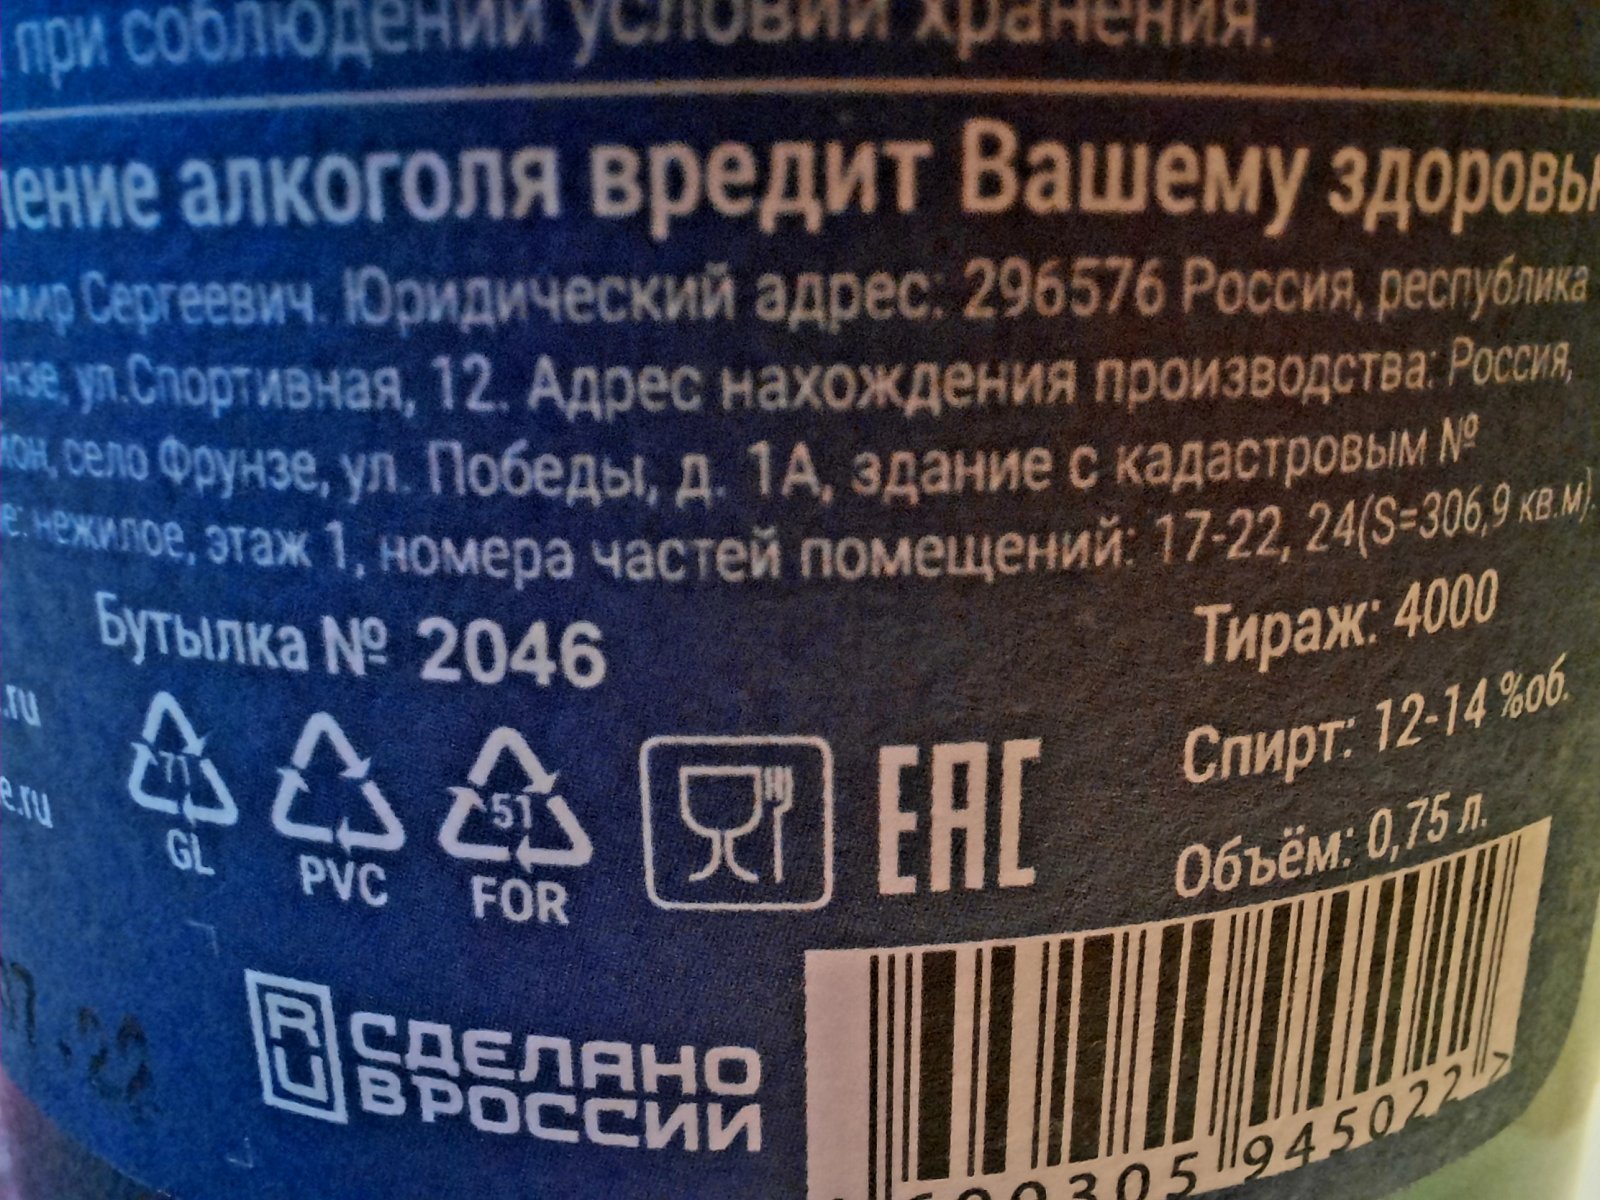 при соблюдении условий хранения.
алкоголя вредит Вашему
Сергеевич. Юридический адрес: 296576 Россия, республика
ул.Спортивная, 12. Адрес нахождения производства: Россия,
село Фрунзе, ул. Победы, д. 1А, здание с кадастровым №
нежилое, этаж 1, номера частей помещений: 17-22, 24(S=306,9 кв.м).
Бутылка № 2046
Тираж: 4000
.ru
Спирт: 12-14 %об.
e.ru
71
GL
PVC
51
FOR
EAC
Объём: 0,75 л.
RU
СДЕЛАНО
В РОССИИ
945022 >